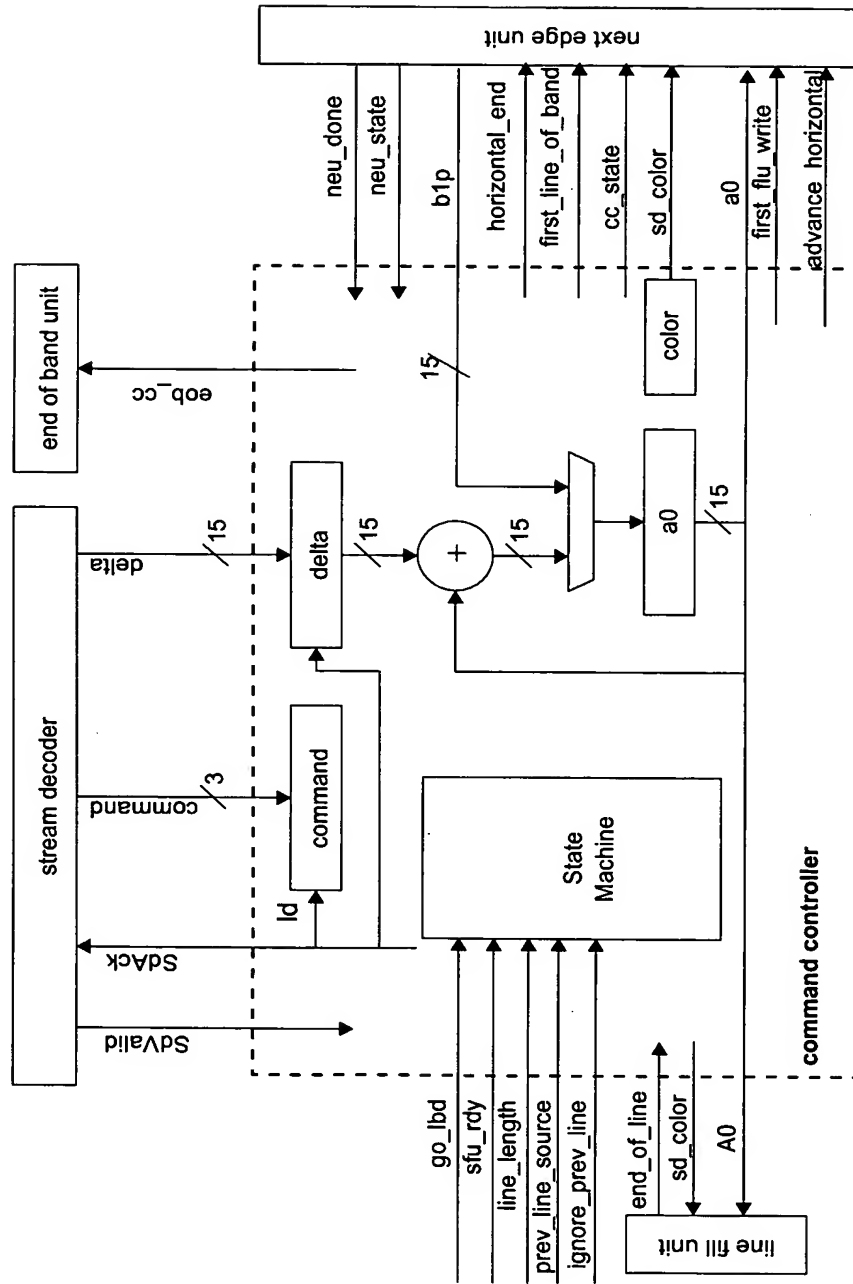 stream decoder
end of band unit
SdValid
SdAck
command
3
delta
15
eob_cc
neu_done
neu_state
b1p
horizontal_end
first_line_of_band
cc_state
sd_color
a0
first_flu_write
advance_horizontal
next edge unit
ld
command
delta
15
+
15
15
a0
15
color
State
Machine
go_lbd
sfu_rdy
line_length
prev_line_source
ignore_prev_line
end_of_line
sd_color
A0
line fill unit
command controller